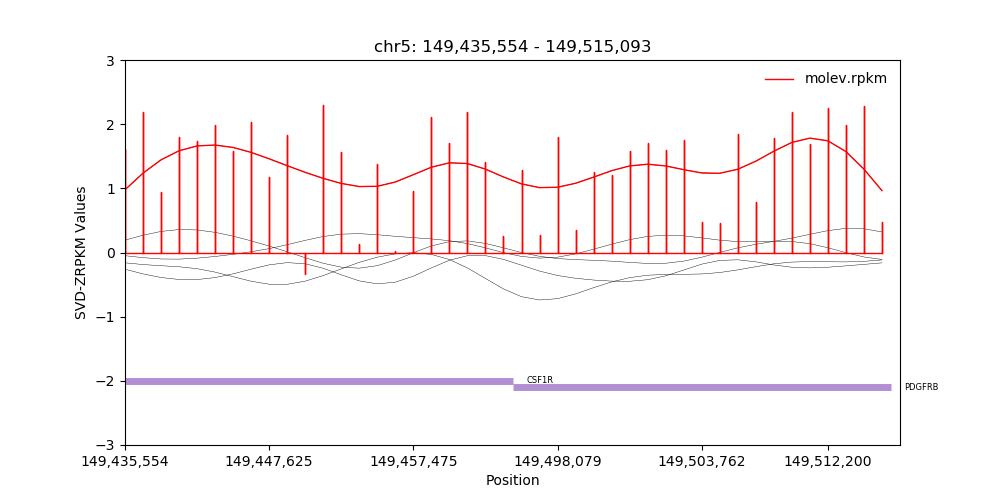 chr5: 149,435,554 - 149,515,093
molev.rpkm
3
2
1
0
−1
−2
−3
SVD-ZRPKM Values
CSF1R
PDGFRB
149,435,554
149,447,625
149,457,475
149,498,079
149,503,762
149,512,200
Position